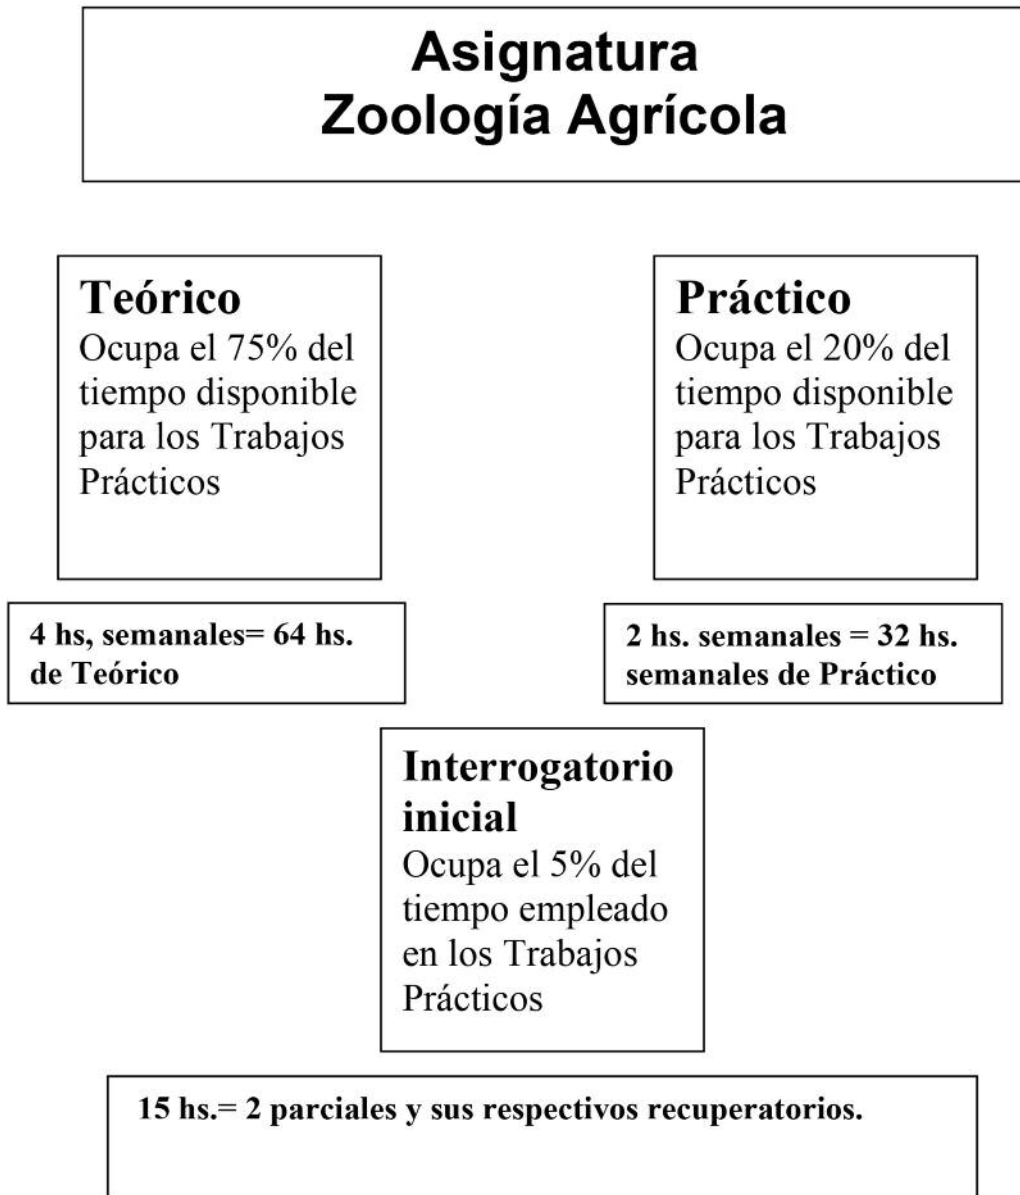 Asignatura
Zoología Agrícola
Teórico
Ocupa el 75% del
tiempo disponible
para los Trabajos
Prácticos
Práctico
Ocupa el 20% del
tiempo disponible
para los Trabajos
Prácticos
4 hs, semanales= 64 hs.
de Teórico
2 hs. semanales = 32 hs.
semanales de Práctico
Interrogatorio
inicial
Ocupa el 5% del
tiempo empleado
en los Trabajos
Prácticos
15 hs.= 2 parciales y sus respectivos recuperatorios.